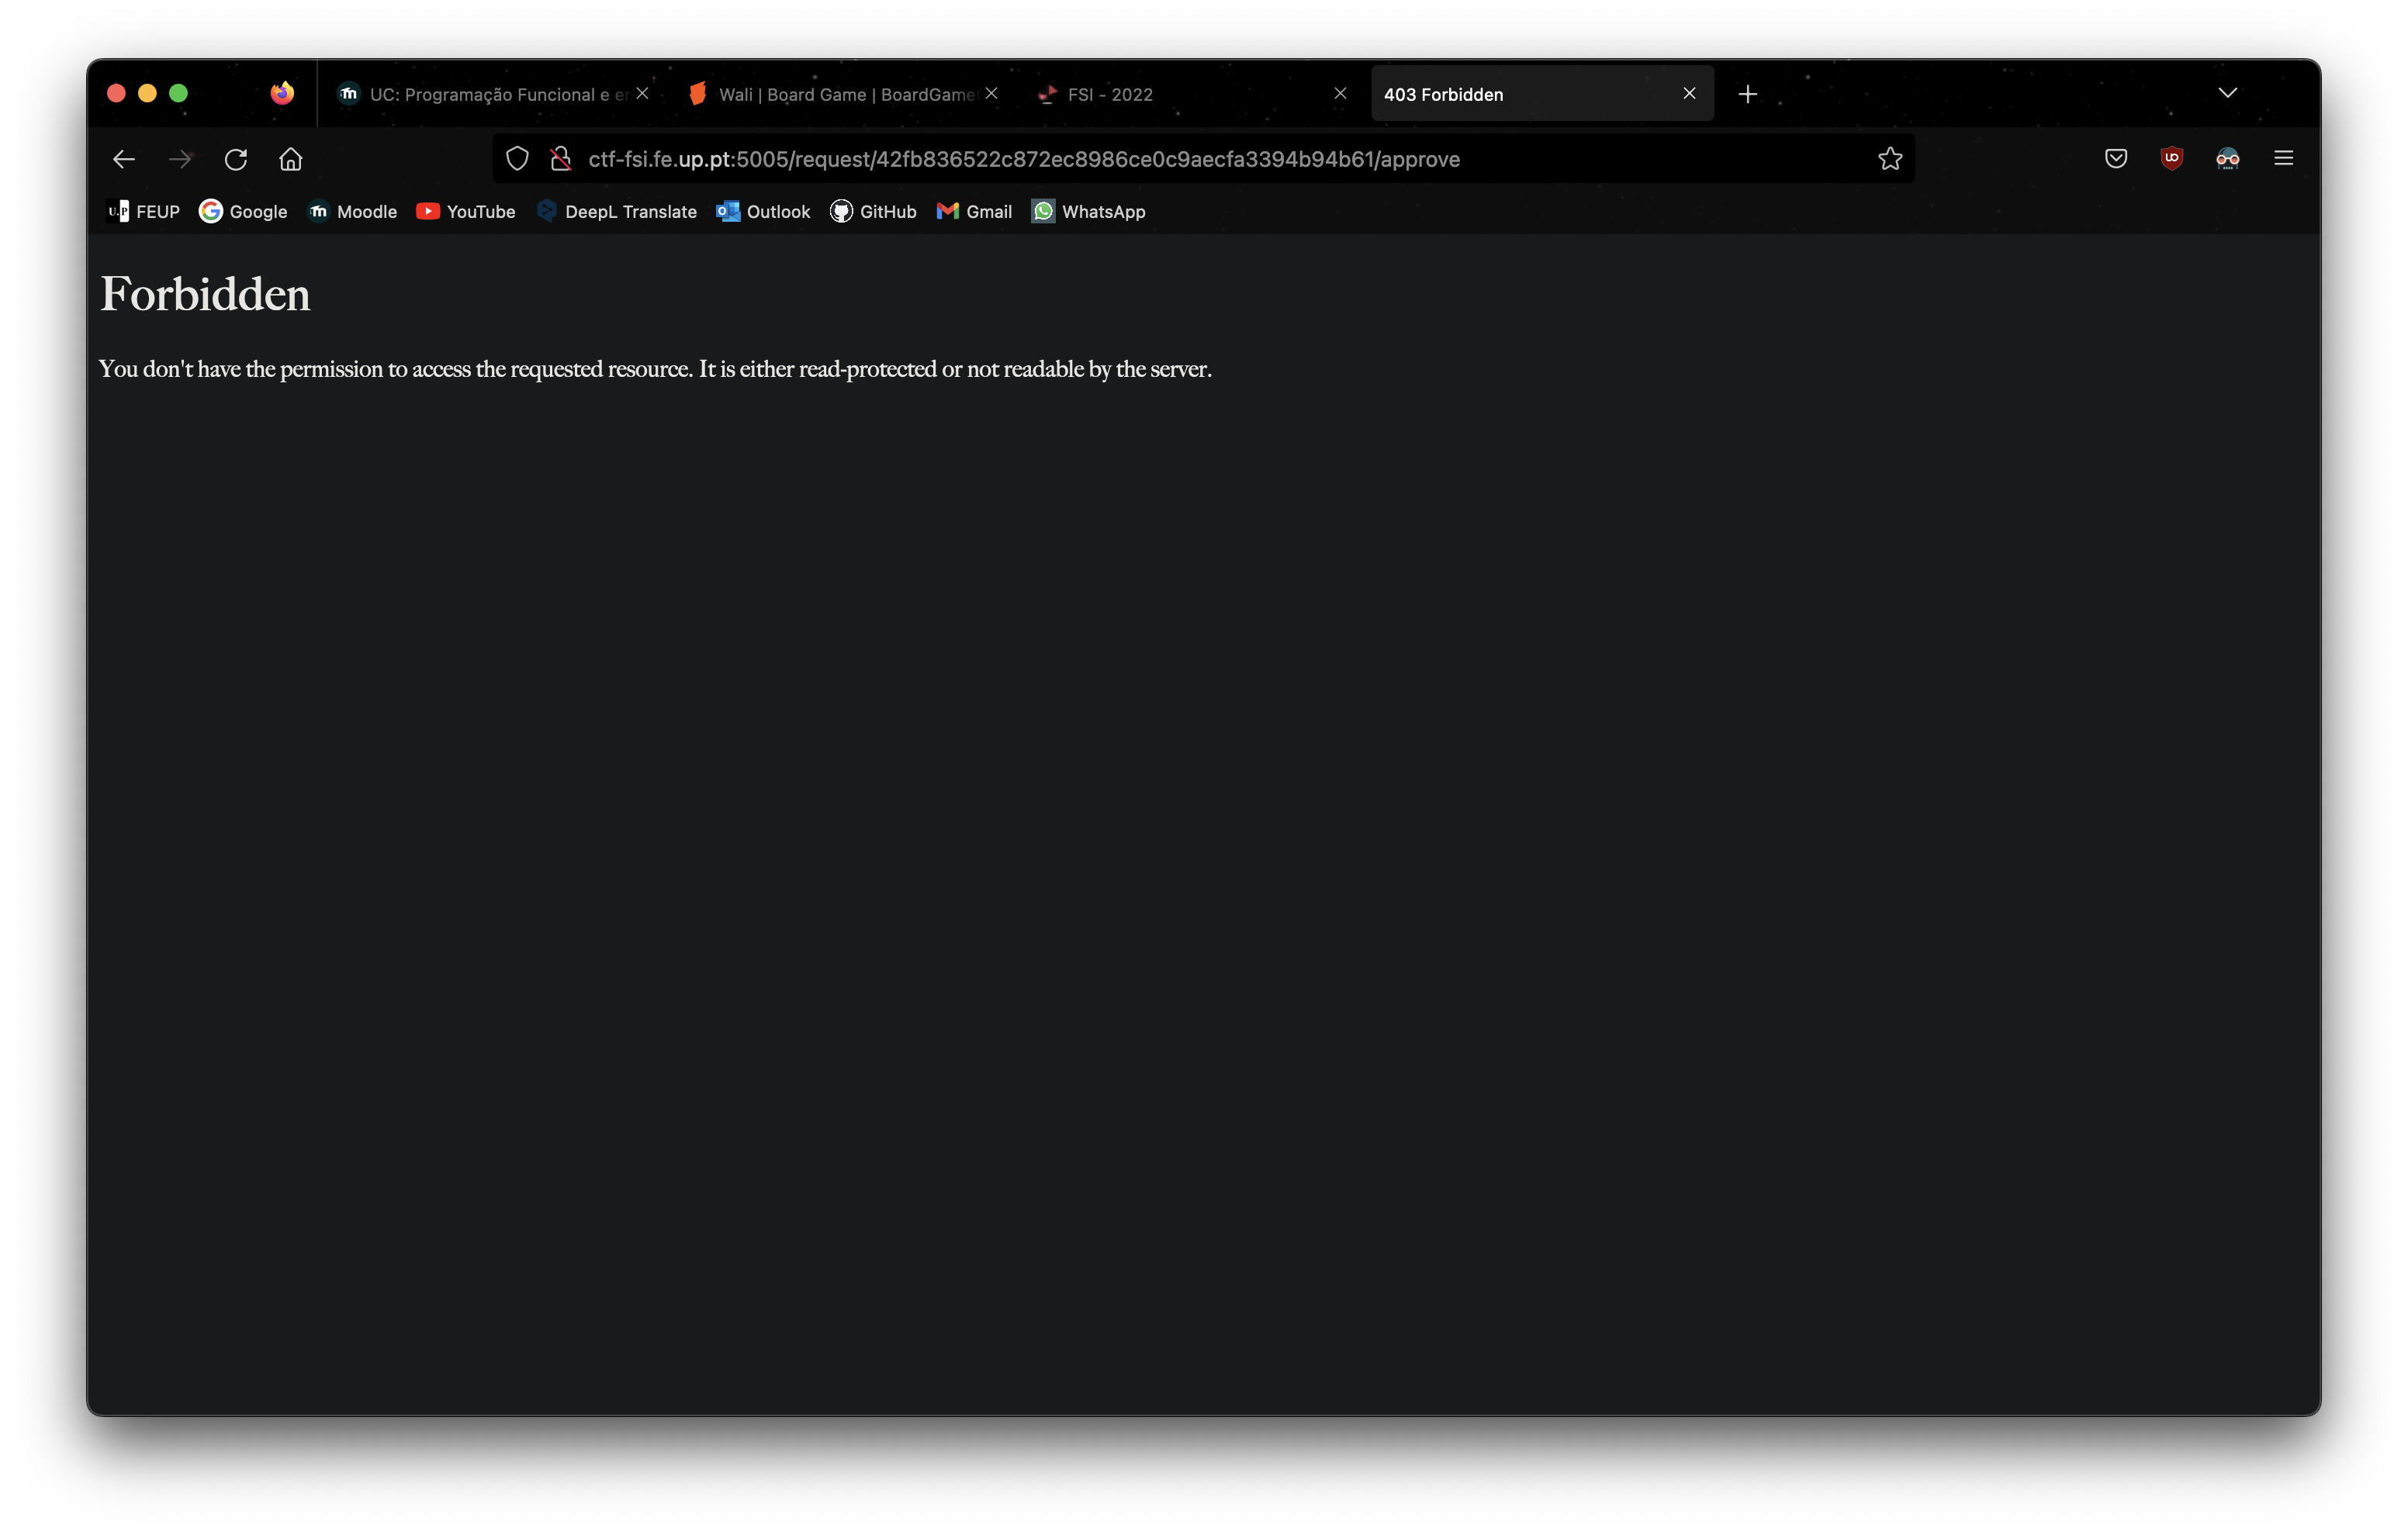 UC: Programação Funcional e
Wali | Board Game |
FSI - 2022
403 Forbidden
ctf-fsi.fe.up.pt:5005/request/42fb836522c872ec8986ce0c9aecfa3394b94b61/approve
U.P FEUP Google Moodle YouTube DeepL Translate Outlook GitHub Gmail WhatsApp
Forbidden
You don't have the permission to access the requested resource. It is either read-protected or not readable by the server.